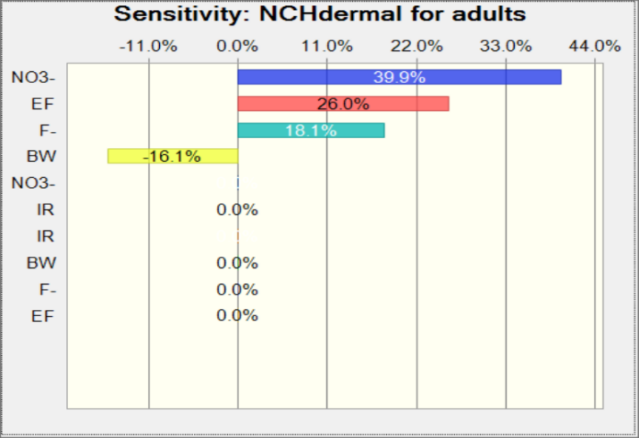 Sensitivity: NCHdermal for adults
-11.0% 0.0% 11.0% 22.0% 33.0% 44.0%
NO3- 39.9%
EF 26.0%
F- 18.1%
BW -16.1%
NO3-
IR 0.0%
IR
BW 0.0%
F- 0.0%
EF 0.0%